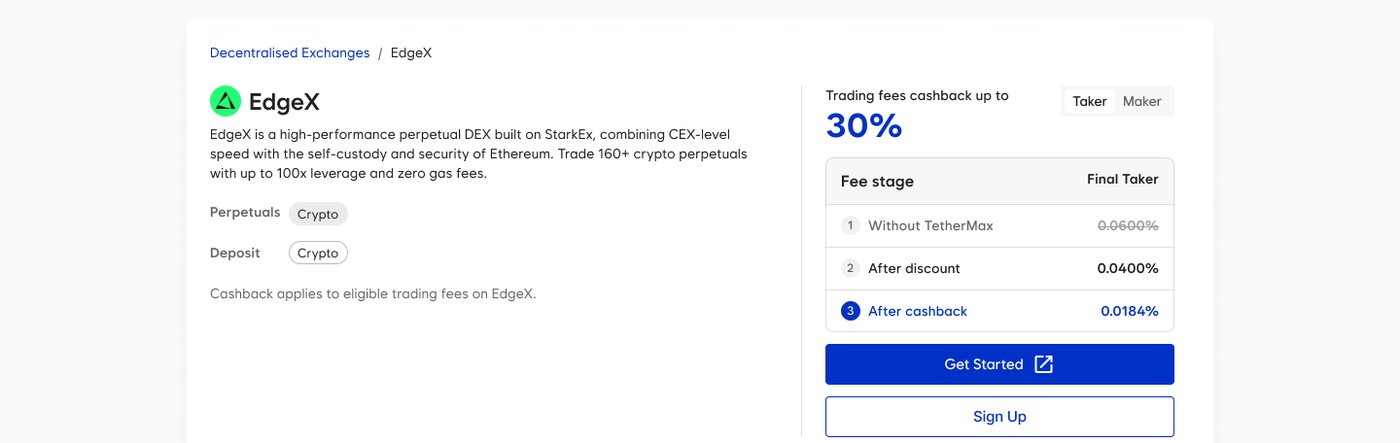 Decentralised Exchanges / EdgeX
EdgeX
EdgeX is a high-performance perpetual DEX built on StarkEx, combining CEX-level
speed with the self-custody and security of Ethereum. Trade 160+ crypto perpetuals
with up to 100x leverage and zero gas fees.
Perpetuals Crypto
Deposit Crypto
Cashback applies to eligible trading fees on EdgeX.
Trading fees cashback up to
30%
Taker Maker
Fee stage Final Taker
1 Without TetherMax 0.0600%
2 After discount 0.0400%
3 After cashback 0.0184%
Get Started
Sign Up